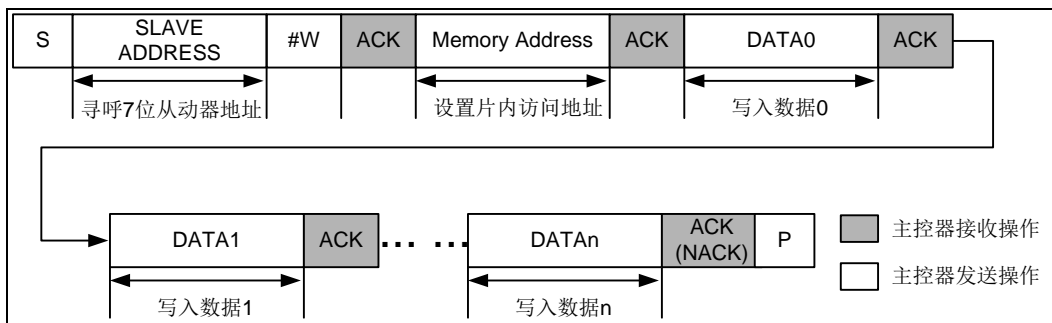 S
SLAVE
ADDRESS
#W
ACK
Memory Address
ACK
DATA0
ACK
寻呼7位从动器地址
设置片内访问地址
写入数据0
DATA1
ACK
... ...
DATAn
ACK
(NACK)
P
主控器接收操作
主控器发送操作
写入数据1
写入数据n